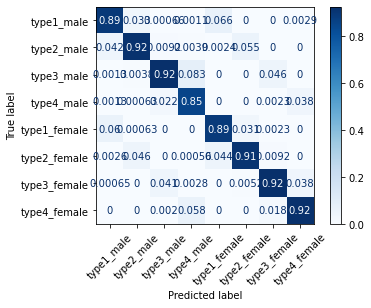 type1_male 0.89 0.033 0.00066 0.0011 0.066 0 0 0.0029
type2_male 0.042 0.92 0.0092 0.0039 0.0024 0.055 0 0
type3_male 0.0013 0.0038 0.92 0.083 0 0 0.046 0
type4_male 0.0013 0.00063 0.022 0.85 0 0 0.0023 0.038
type1_female 0.06 0.00063 0 0 0.89 0.031 0.0023 0
type2_female 0.0026 0.046 0 0.00056 0.044 0.91 0.0092 0
type3_female 0.00065 0 0.041 0.0028 0 0.92 0.038
type4_female 0 0 0.058 0 0 0.018 0.92
True label
type1_male type2_male type3_male type4_male type1_female type2_female type3_female type4_female
Predicted label
0.8
0.6
0.4
0.2
0.0